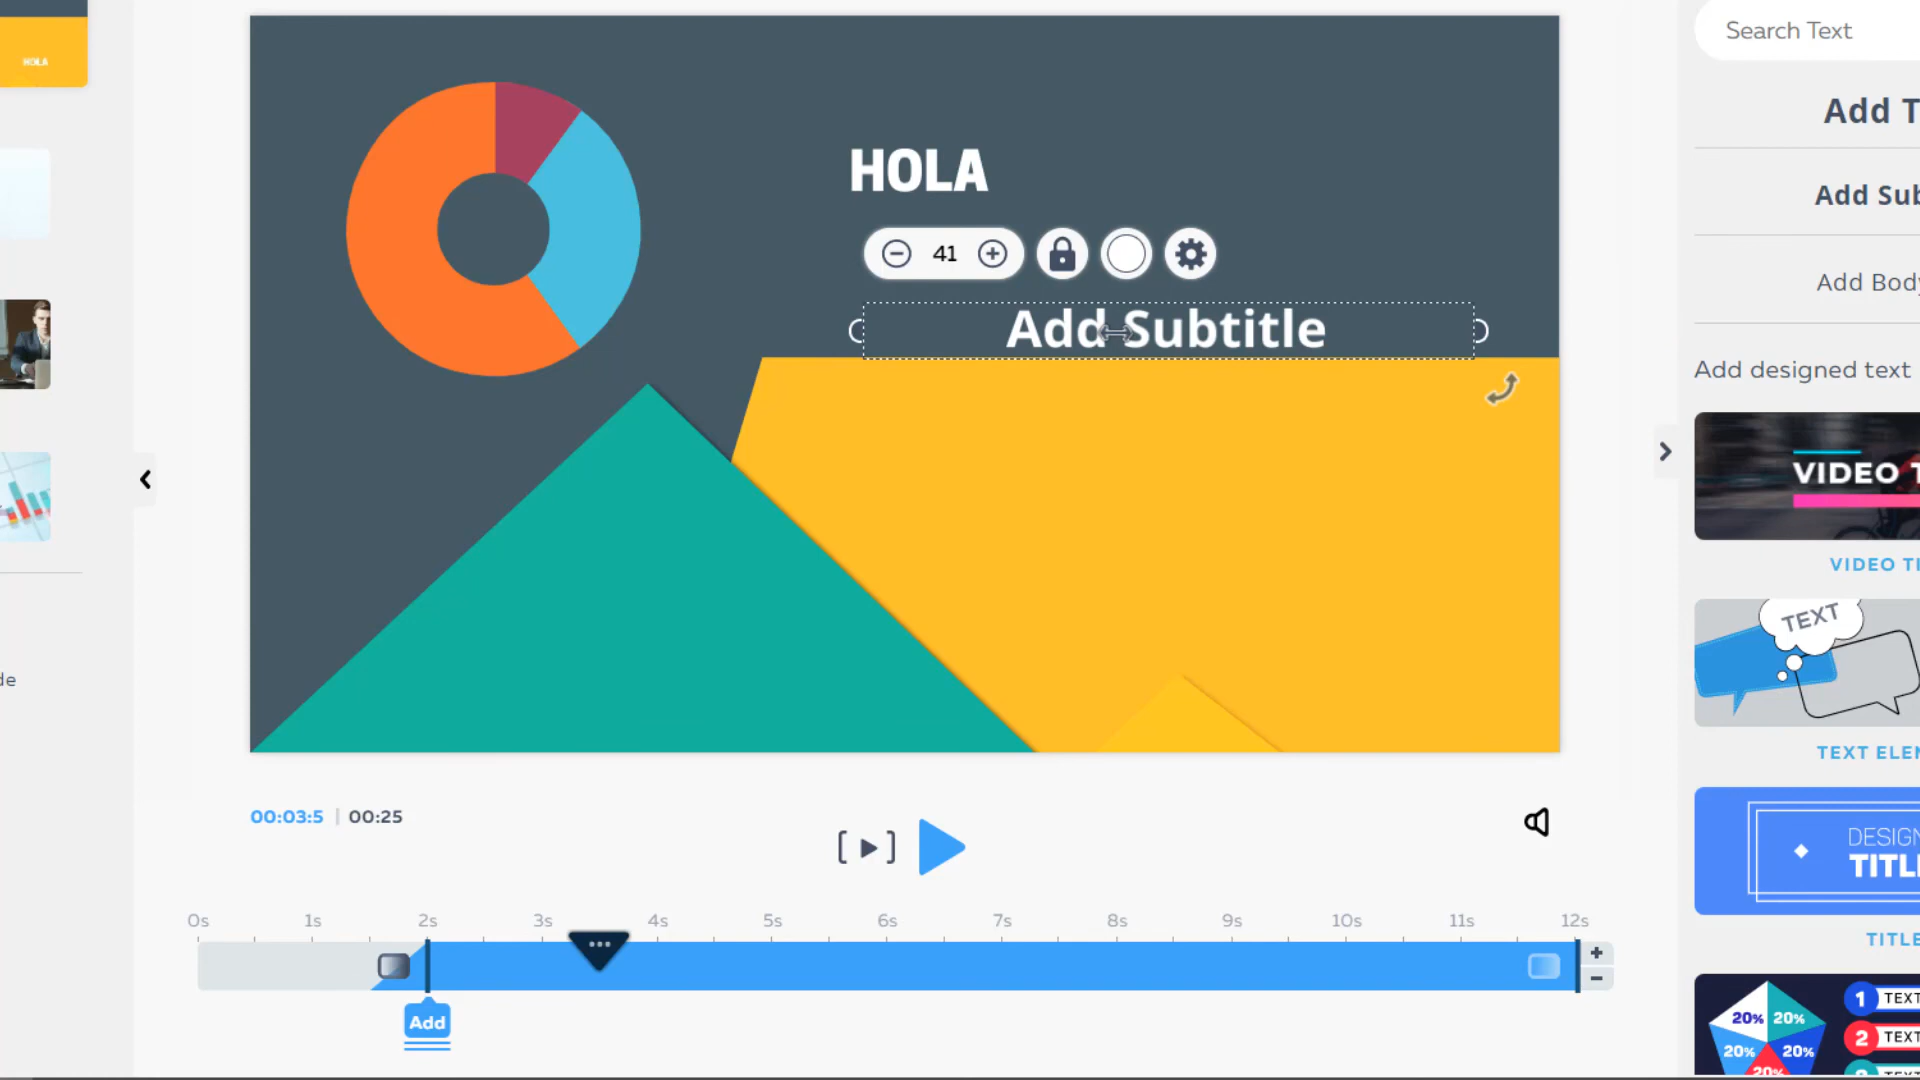 HOLA
de
HOLA
41
Add Subtitle
00:03:5 | 00:25
0s 1s 2s 3s 4s 5s 6s 7s 8s 9s 10s 11s 12s
Add
Search Text
Add T
Add Sub
Add Body
Add designed text
VIDEO T
VIDEO TI
TEXT
TEXT ELEM
DESIGN
TITL
TITLE
20% 20%
20% 20%
20%
1 TEXT
2 TEXT